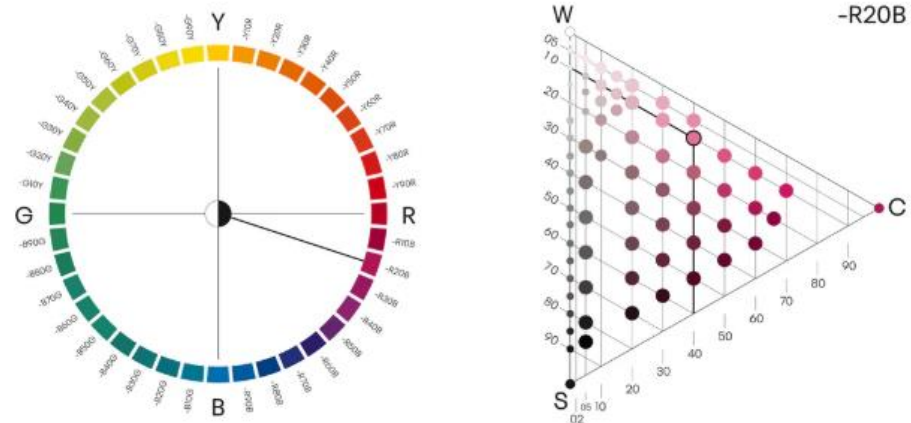 Y
-Y10R
-Y20R
-Y30R
-Y40R
-Y50R
-Y60R
-Y70R
-Y80R
-Y90R
R
-R10B
-R20B
-R30B
-R40B
-R50B
-R60B
-R70B
-R80B
-R90B
B
-B10G
-B20G
-B30G
-B40G
-B50G
-B60G
-B70G
-B80G
-B90G
G
-G10Y
-G20Y
-G30Y
-G40Y
-G50Y
-G60Y
-G70Y
-G80Y
-G90Y
-R20B
W
05
10
20
30
40
50
60
70
80
90
S
02
05
10
20
30
40
50
60
70
80
90
C